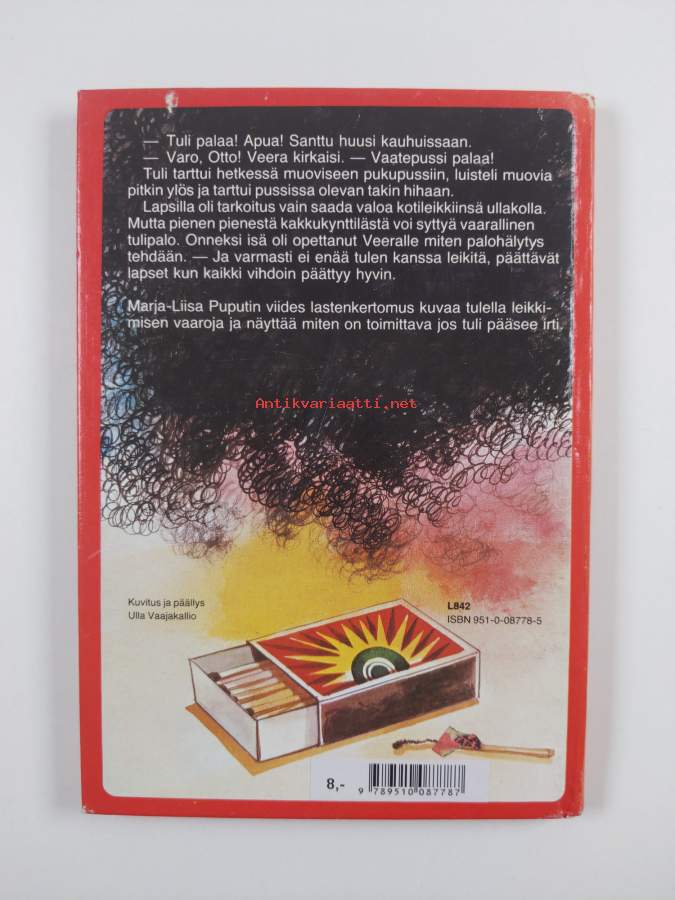 — Tuli palaa! Apua! Santtu huusi kauhuissaan.
— Varo, Otto! Veera kirkaisi. — Vaatepussi palaa!
Tuli tarttui hetkessä muoviseen pukupussiin, luisteli muovia
pitkin ylös ja tarttui pussissa olevan takin hihaan.
Lapsilla oli tarkoitus vain saada valoa kotileikkiinsä ullakolla.
Mutta pienen pienestä kakkukynttilästä voi syttyä vaarallinen
tulipalo. Onneksi isä oli opettanut Veeralle miten palohälytys
tehdään. — Ja varmasti ei enää tulen kanssa leikitä, päättävät
lapset kun kaikki vihdoin päättyy hyvin.
Marja-Liisa Puputin viides lastenkertomus kuvaa tulella leikki-
misen vaaroja ja näyttää miten on toimittava jos tuli pääsee irti.
Antikvariaatti.net
Kuvitus ja päällys
Ulla Vaajakallio
L842
ISBN 951-0-08778-5
8,-
9 789510 087787